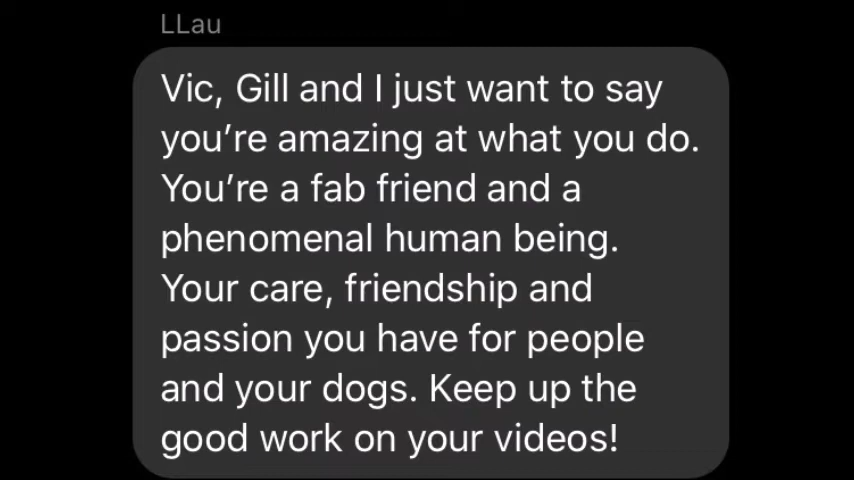 LLau
Vic, Gill and I just want to say
you’re amazing at what you do.
You’re a fab friend and a
phenomenal human being.
Your care, friendship and
passion you have for people
and your dogs. Keep up the
good work on your videos!